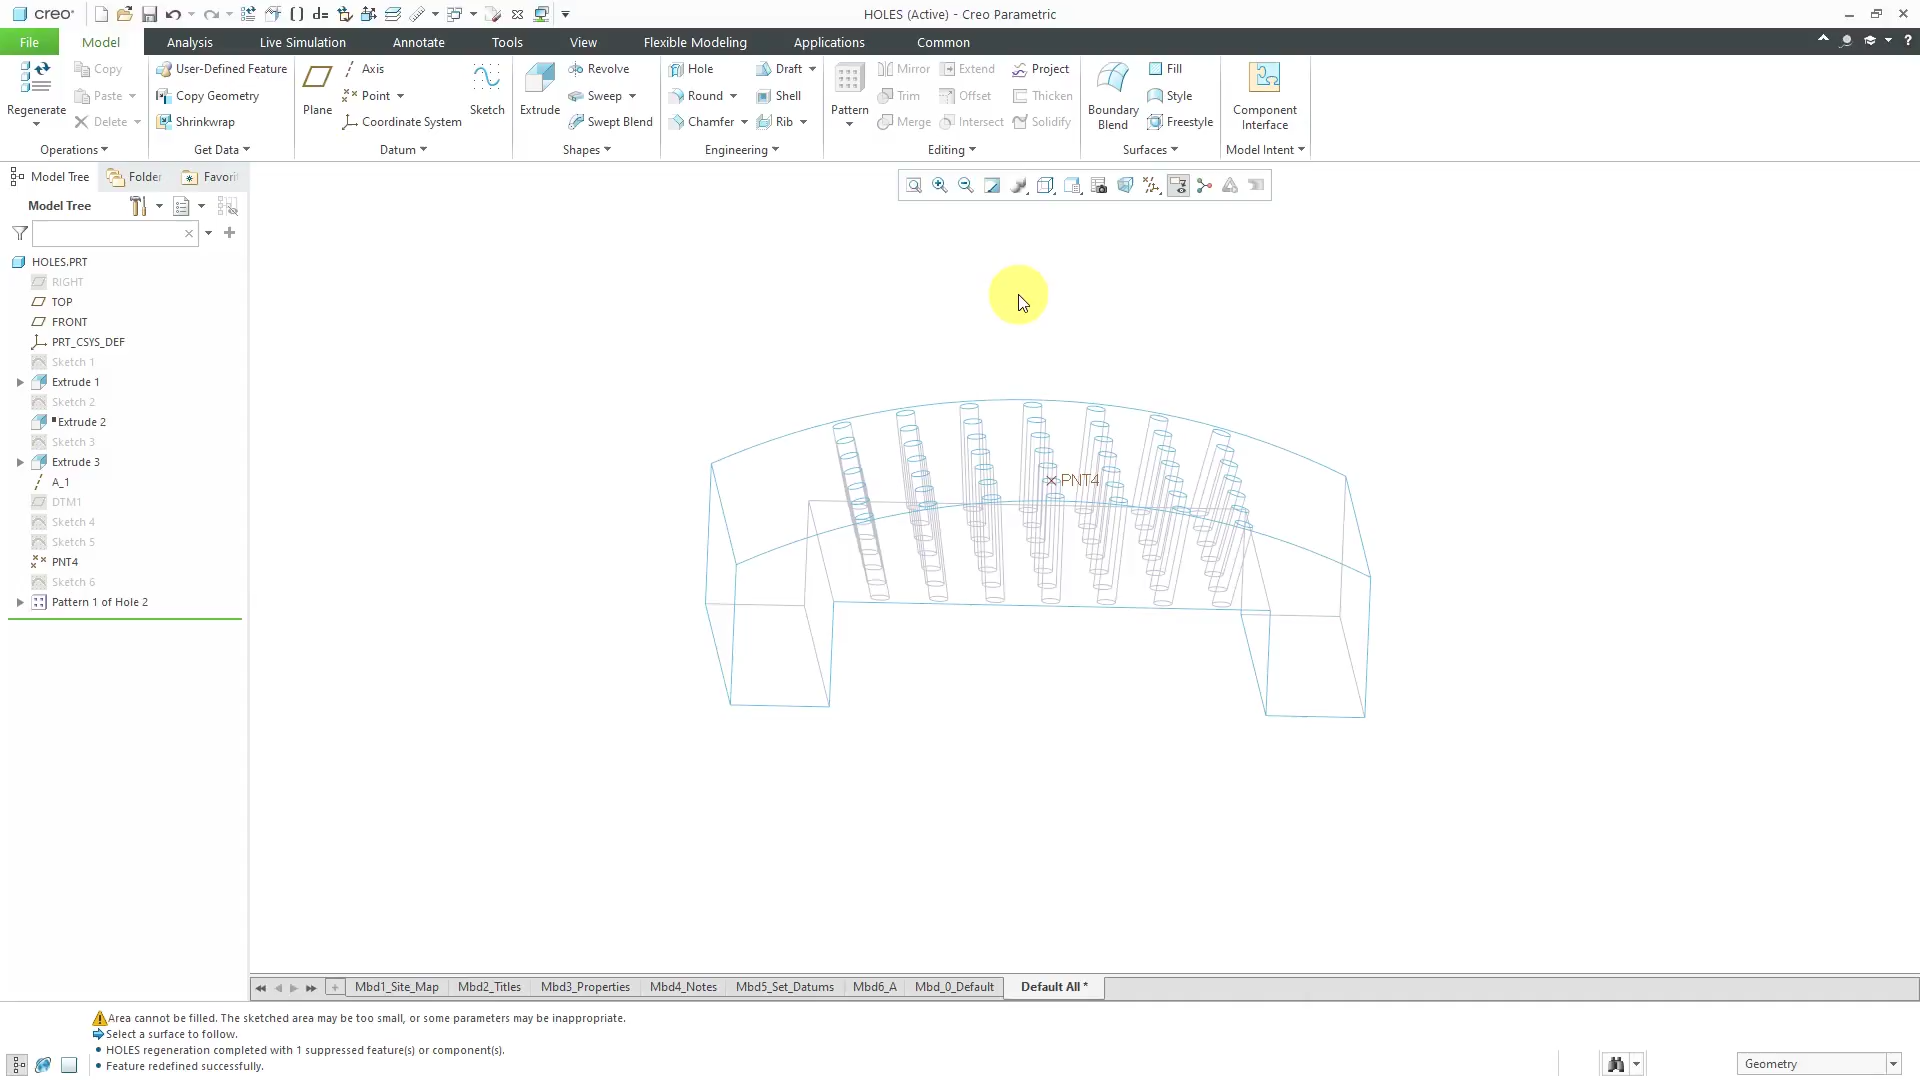 creo
HOLES (Active) - Creo Parametric
File
Model
Analysis
Live Simulation
Annotate
Tools
View
Flexible Modeling
Applications
Common
Regenerate
Copy
Paste
Delete
Operations
User-Defined Feature
Copy Geometry
Shrinkwrap
Get Data
Plane
Axis
Point
Coordinate System
Sketch
Datum
Extrude
Revolve
Sweep
Swept Blend
Shapes
Hole
Round
Chamfer
Draft
Shell
Rib
Engineering
Pattern
Mirror
Trim
Merge
Extend
Offset
Intersect
Project
Thicken
Solidify
Editing
Boundary
Blend
Fill
Style
Freestyle
Surfaces
Component
Interface
Model Intent
Model Tree
Folder
Favori
Model Tree
HOLES.PRT
RIGHT
TOP
FRONT
PRT_CSYS_DEF
Sketch 1
Extrude 1
Sketch 2
Extrude 2
Sketch 3
Extrude 3
A_1
DTM1
Sketch 4
Sketch 5
PNT4
Sketch 6
Pattern 1 of Hole 2
PNT4
Mbd1_Site_Map
Mbd2_Titles
Mbd3_Properties
Mbd4_Notes
Mbd5_Set_Datums
Mbd6_A
Mbd_0_Default
Default All *
Area cannot be filled. The sketched area may be too small, or some parameters may be inappropriate.
Select a surface to follow.
• HOLES regeneration completed with 1 suppressed feature(s) or component(s).
• Feature redefined successfully.
Geometry